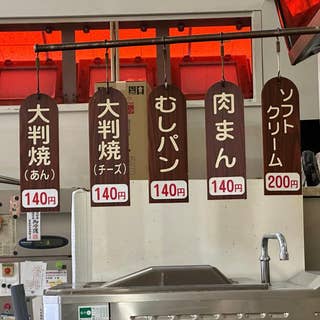 大判焼
(あん)
140円
大判焼
(チーズ)
140円
むしパン
140円
肉まん
140円
ソフト
クリーム
200円